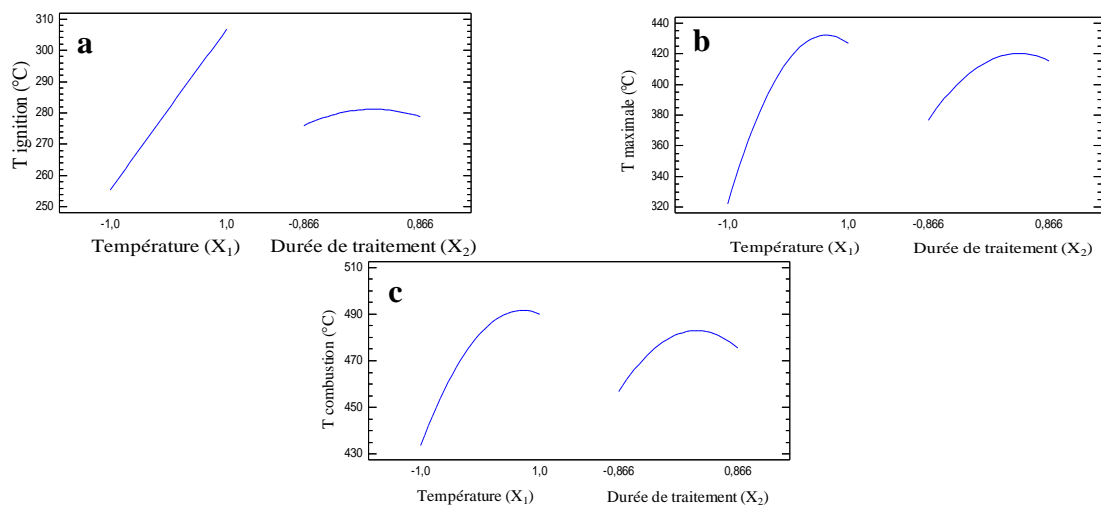 a
T ignition (°C)
310
300
290
280
270
260
250
-1,0 1,0 -0,866 0,866
Température (X1) Durée de traitement (X2)
b
T maximale (°C)
440
420
400
380
360
340
320
-1,0 1,0 -0,866 0,866
Température (X1) Durée de traitement (X2)
c
T combustion (°C)
510
490
470
450
430
-1,0 1,0 -0,866 0,866
Température (X1) Durée de traitement (X2)